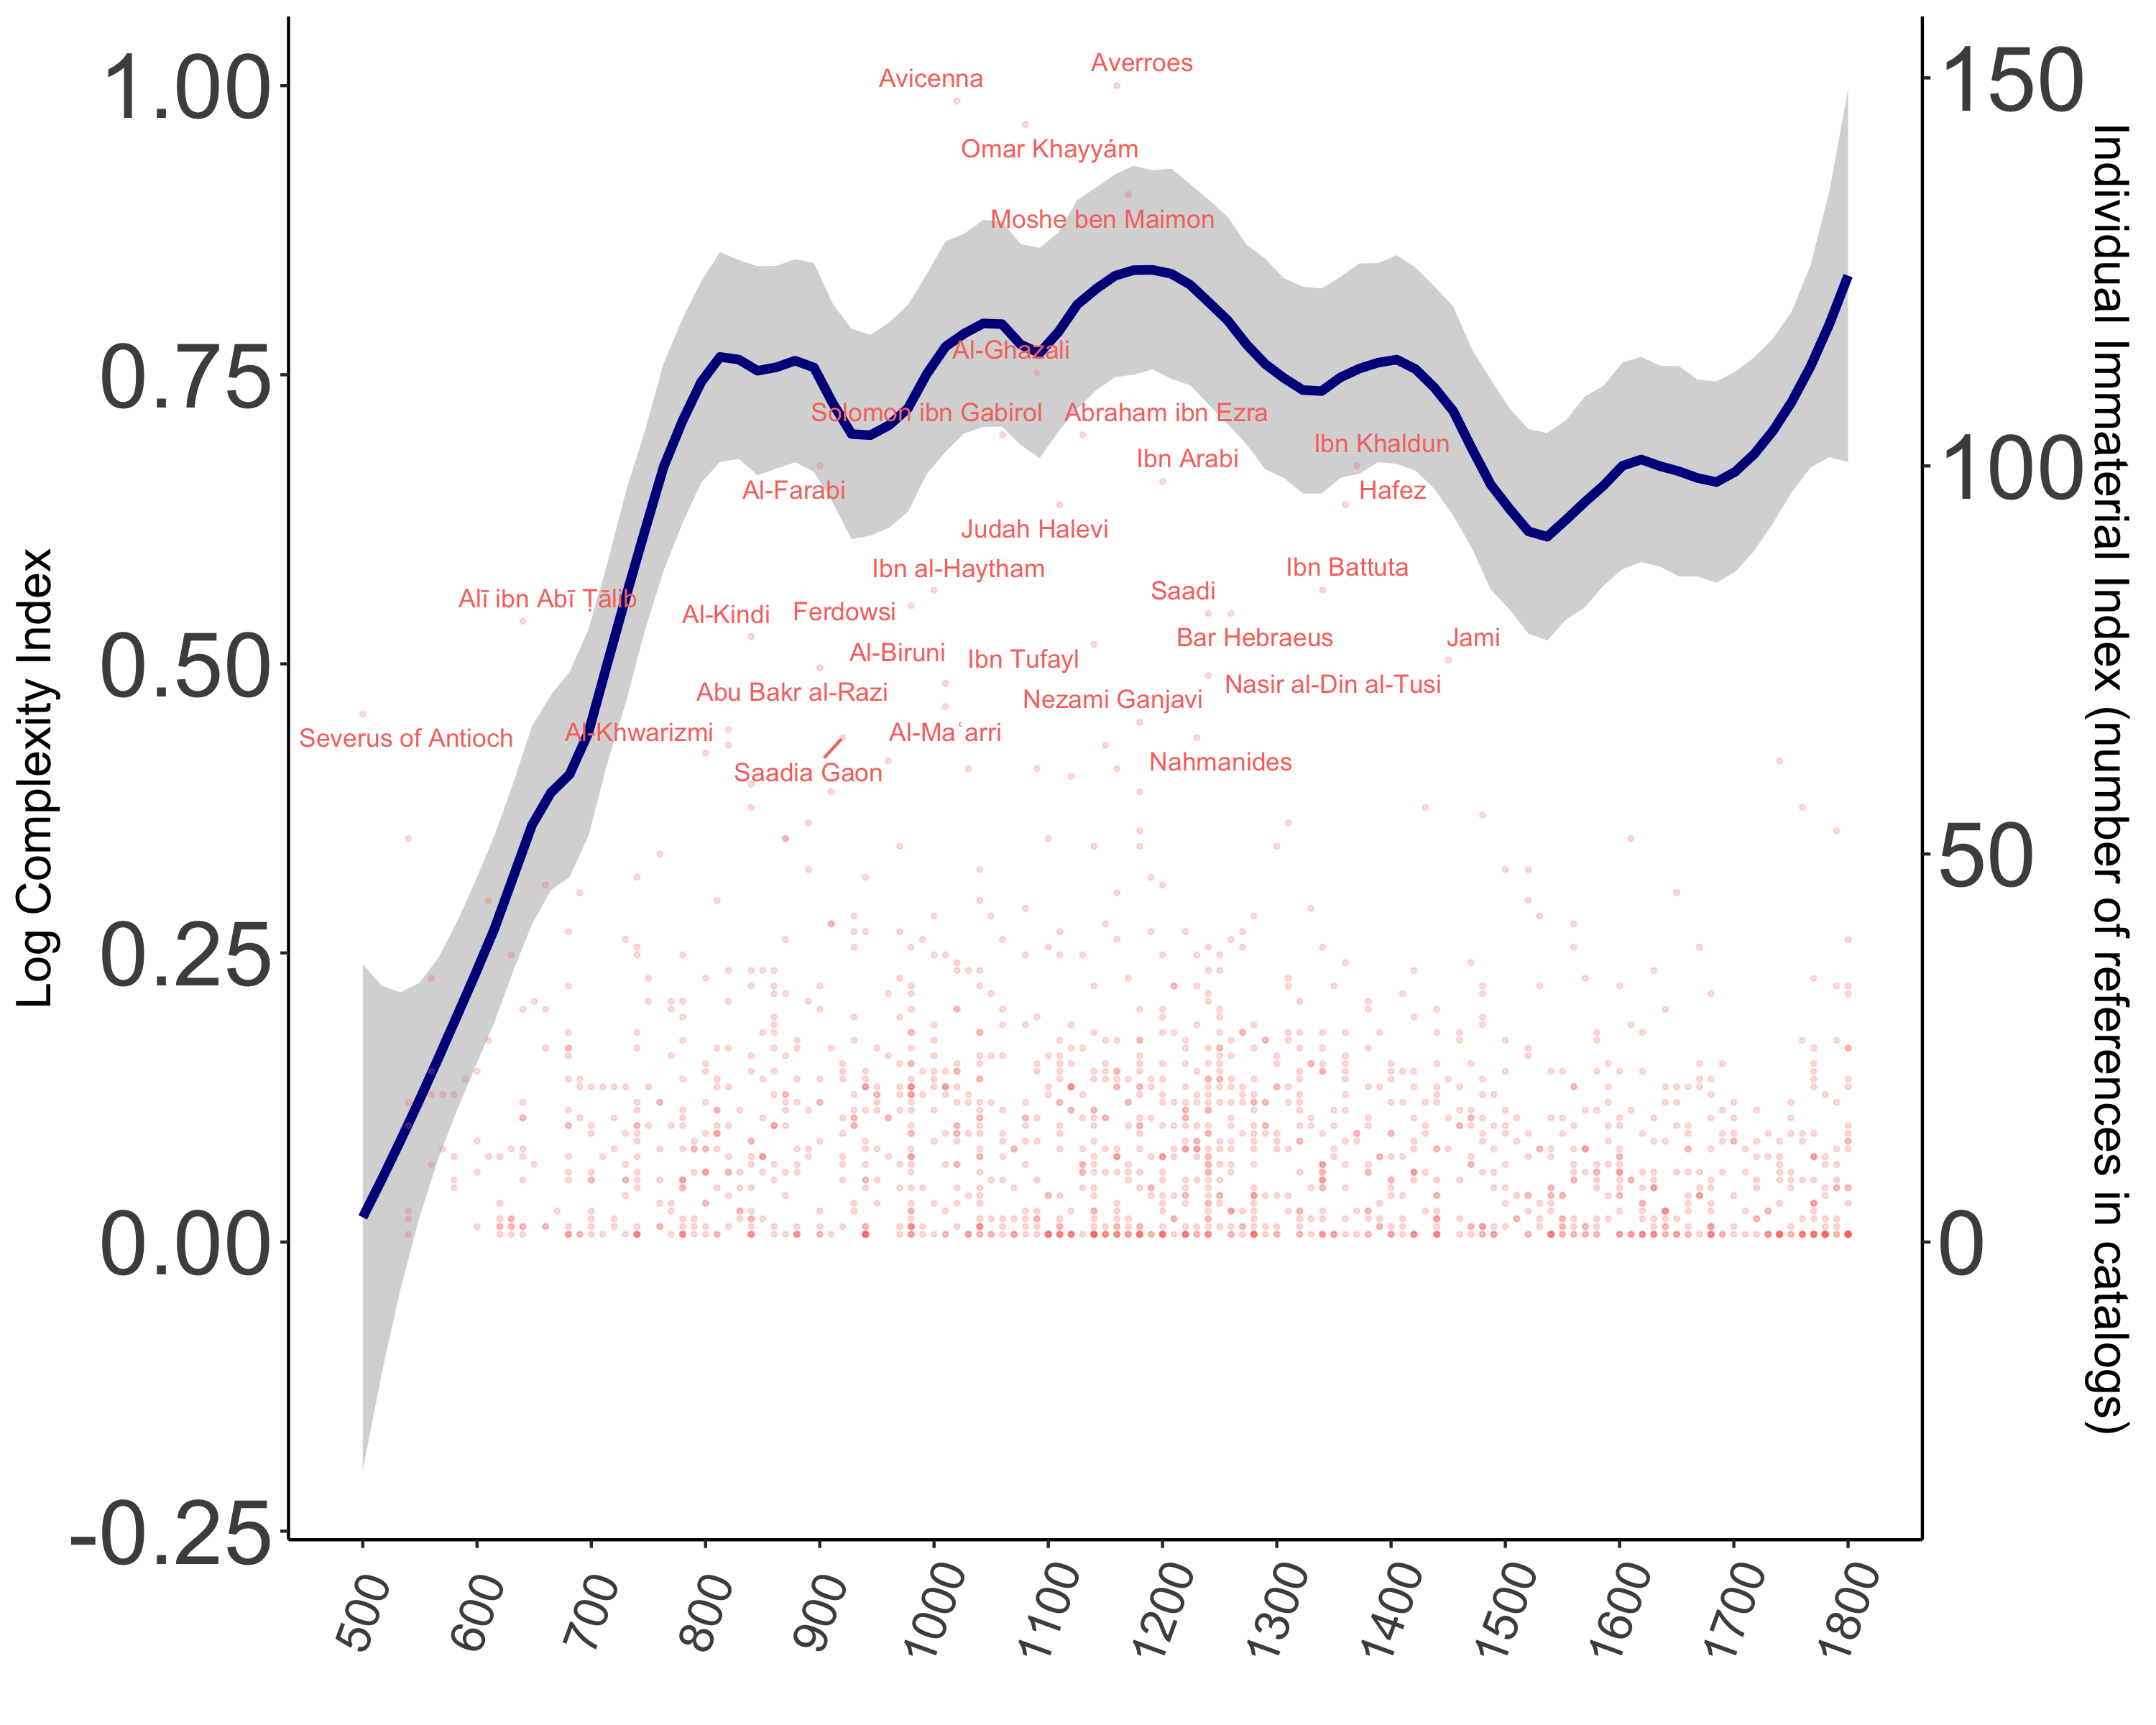 1.00
0.75
0.50
0.25
0.00
-0.25
Log Complexity Index
150
100
50
0
Individual Immaterial Index (number of references in catalogs)
Averroes
Avicenna
Omar Khayyám
Moshe ben Maimon
Al-Ghazali
Solomon ibn Gabirol
Abraham ibn Ezra
Ibn Khaldun
Ibn Arabi
Al-Farabi
Hafez
Judah Halevi
Ibn al-Haytham
Ibn Battuta
Saadi
Alī ibn Abī Ṭālib
Al-Kindi
Ferdowsi
Bar Hebraeus
Jami
Al-Biruni
Ibn Tufayl
Nasir al-Din al-Tusi
Abu Bakr al-Razi
Nezami Ganjavi
Al-Khwarizmi
Al-Maʿarri
Severus of Antioch
Nahmanides
Saadia Gaon
500
600
700
800
900
1000
1100
1200
1300
1400
1500
1600
1700
1800